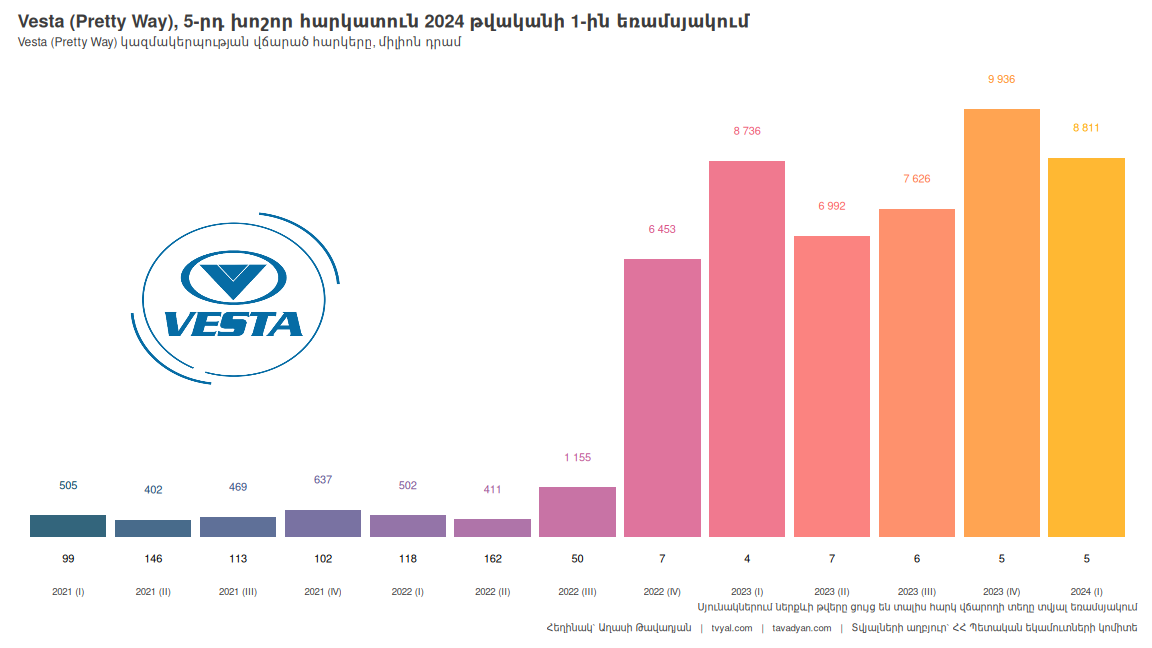 Vesta (Pretty Way), 5-րդ խոշոր հարկատուն 2024 թվականի 1-ին եռամսյակում
Vesta (Pretty Way) կազմակերպության վճարած հարկերը, միլիոն դրամ
9 936
8 736
8 811
7 626
6 992
6 453
VESTA
1 155
505
402
469
637
502
411
99
146
113
102
118
162
50
7
4
7
6
5
5
2021 (I)
2021 (II)
2021 (III)
2021 (IV)
2022 (I)
2022 (II)
2022 (III)
2022 (IV)
2023 (I)
2023 (II)
2023 (III)
2023 (IV)
2024 (I)
Սյունակներում ներքևի թվերը ցույց են տալիս հարկ վճարողի տեղը տվյալ եռամսյակում
Հեղինակ՝ Աղասի Թավադյան | tvyal.com | tavadyan.com | Տվյալների աղբյուր՝ ՀՀ Պետական եկամուտների կոմիտե